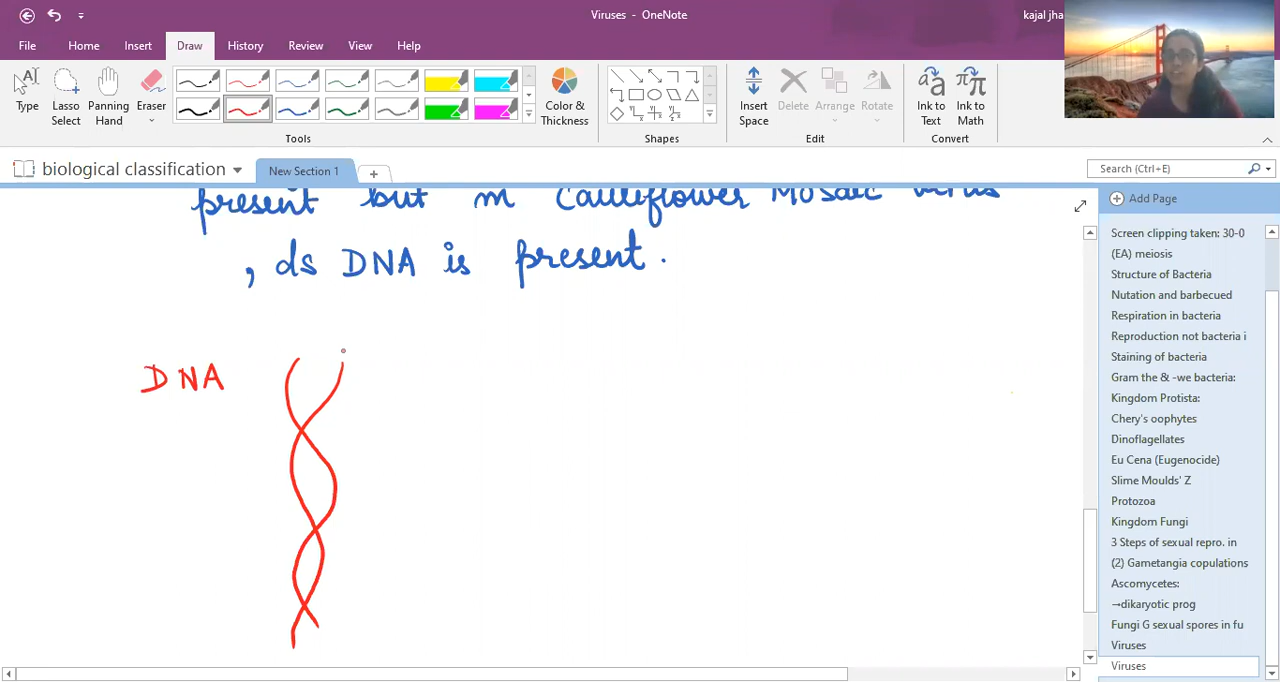 Viruses - OneNote
kajal jha
File Home Insert Draw History Review View Help
Type
Lasso Select
Panning Hand
Eraser
Color & Thickness
Insert Space
Delete
Arrange
Rotate
Ink to Text
Ink to Math
Tools
Shapes
Edit
Convert
biological classification
New Section 1
Search (Ctrl+E)
present but in Cauliflower Mosaic virus
, ds DNA is present.
DNA
Add Page
Screen clipping taken: 30-0
(EA) meiosis
Structure of Bacteria
Nutation and barbecued
Respiration in bacteria
Reproduction not bacteria i
Staining of bacteria
Gram the & -we bacteria:
Kingdom Protista:
Chery's oophytes
Dinoflagellates
Eu Cena (Eugenocide)
Slime Moulds' Z
Protozoa
Kingdom Fungi
3 Steps of sexual repro. in
(2) Gametangia copulations
Ascomycetes:
→dikaryotic prog
Fungi G sexual spores in fu
Viruses
Viruses